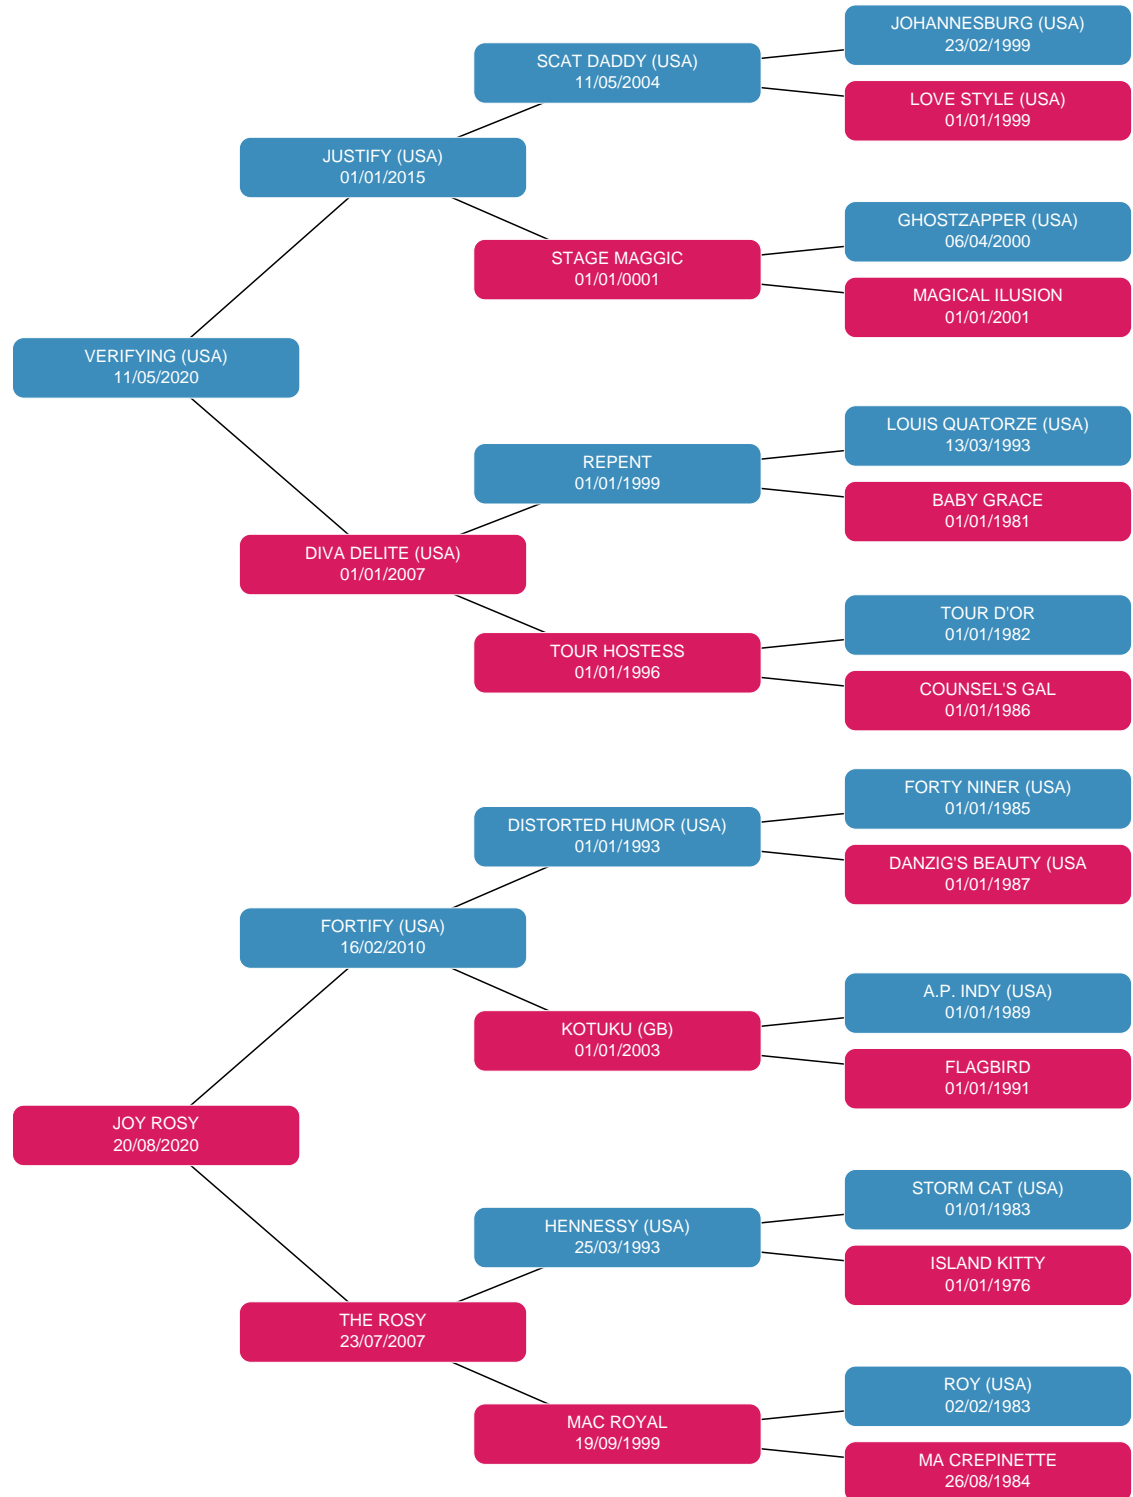 JOHANNESBURG (USA)
23/02/1999
SCAT DADDY (USA)
11/05/2004
LOVE STYLE (USA)
01/01/1999
JUSTIFY (USA)
01/01/2015
GHOSTZAPPER (USA)
06/04/2000
STAGE MAGGIC
01/01/0001
MAGICAL ILUSION
01/01/2001
VERIFYING (USA)
11/05/2020
LOUIS QUATORZE (USA)
13/03/1993
REPENT
01/01/1999
BABY GRACE
01/01/1981
DIVA DELITE (USA)
01/01/2007
TOUR D'OR
01/01/1982
TOUR HOSTESS
01/01/1996
COUNSEL'S GAL
01/01/1986
FORTY NINER (USA)
01/01/1985
DISTORTED HUMOR (USA)
01/01/1993
DANZIG'S BEAUTY (USA
01/01/1987
FORTIFY (USA)
16/02/2010
A.P. INDY (USA)
01/01/1989
KOTUKU (GB)
01/01/2003
FLAGBIRD
01/01/1991
JOY ROSY
20/08/2020
STORM CAT (USA)
01/01/1983
HENNESSY (USA)
25/03/1993
ISLAND KITTY
01/01/1976
THE ROSY
23/07/2007
ROY (USA)
02/02/1983
MAC ROYAL
19/09/1999
MA CREPINETTE
26/08/1984